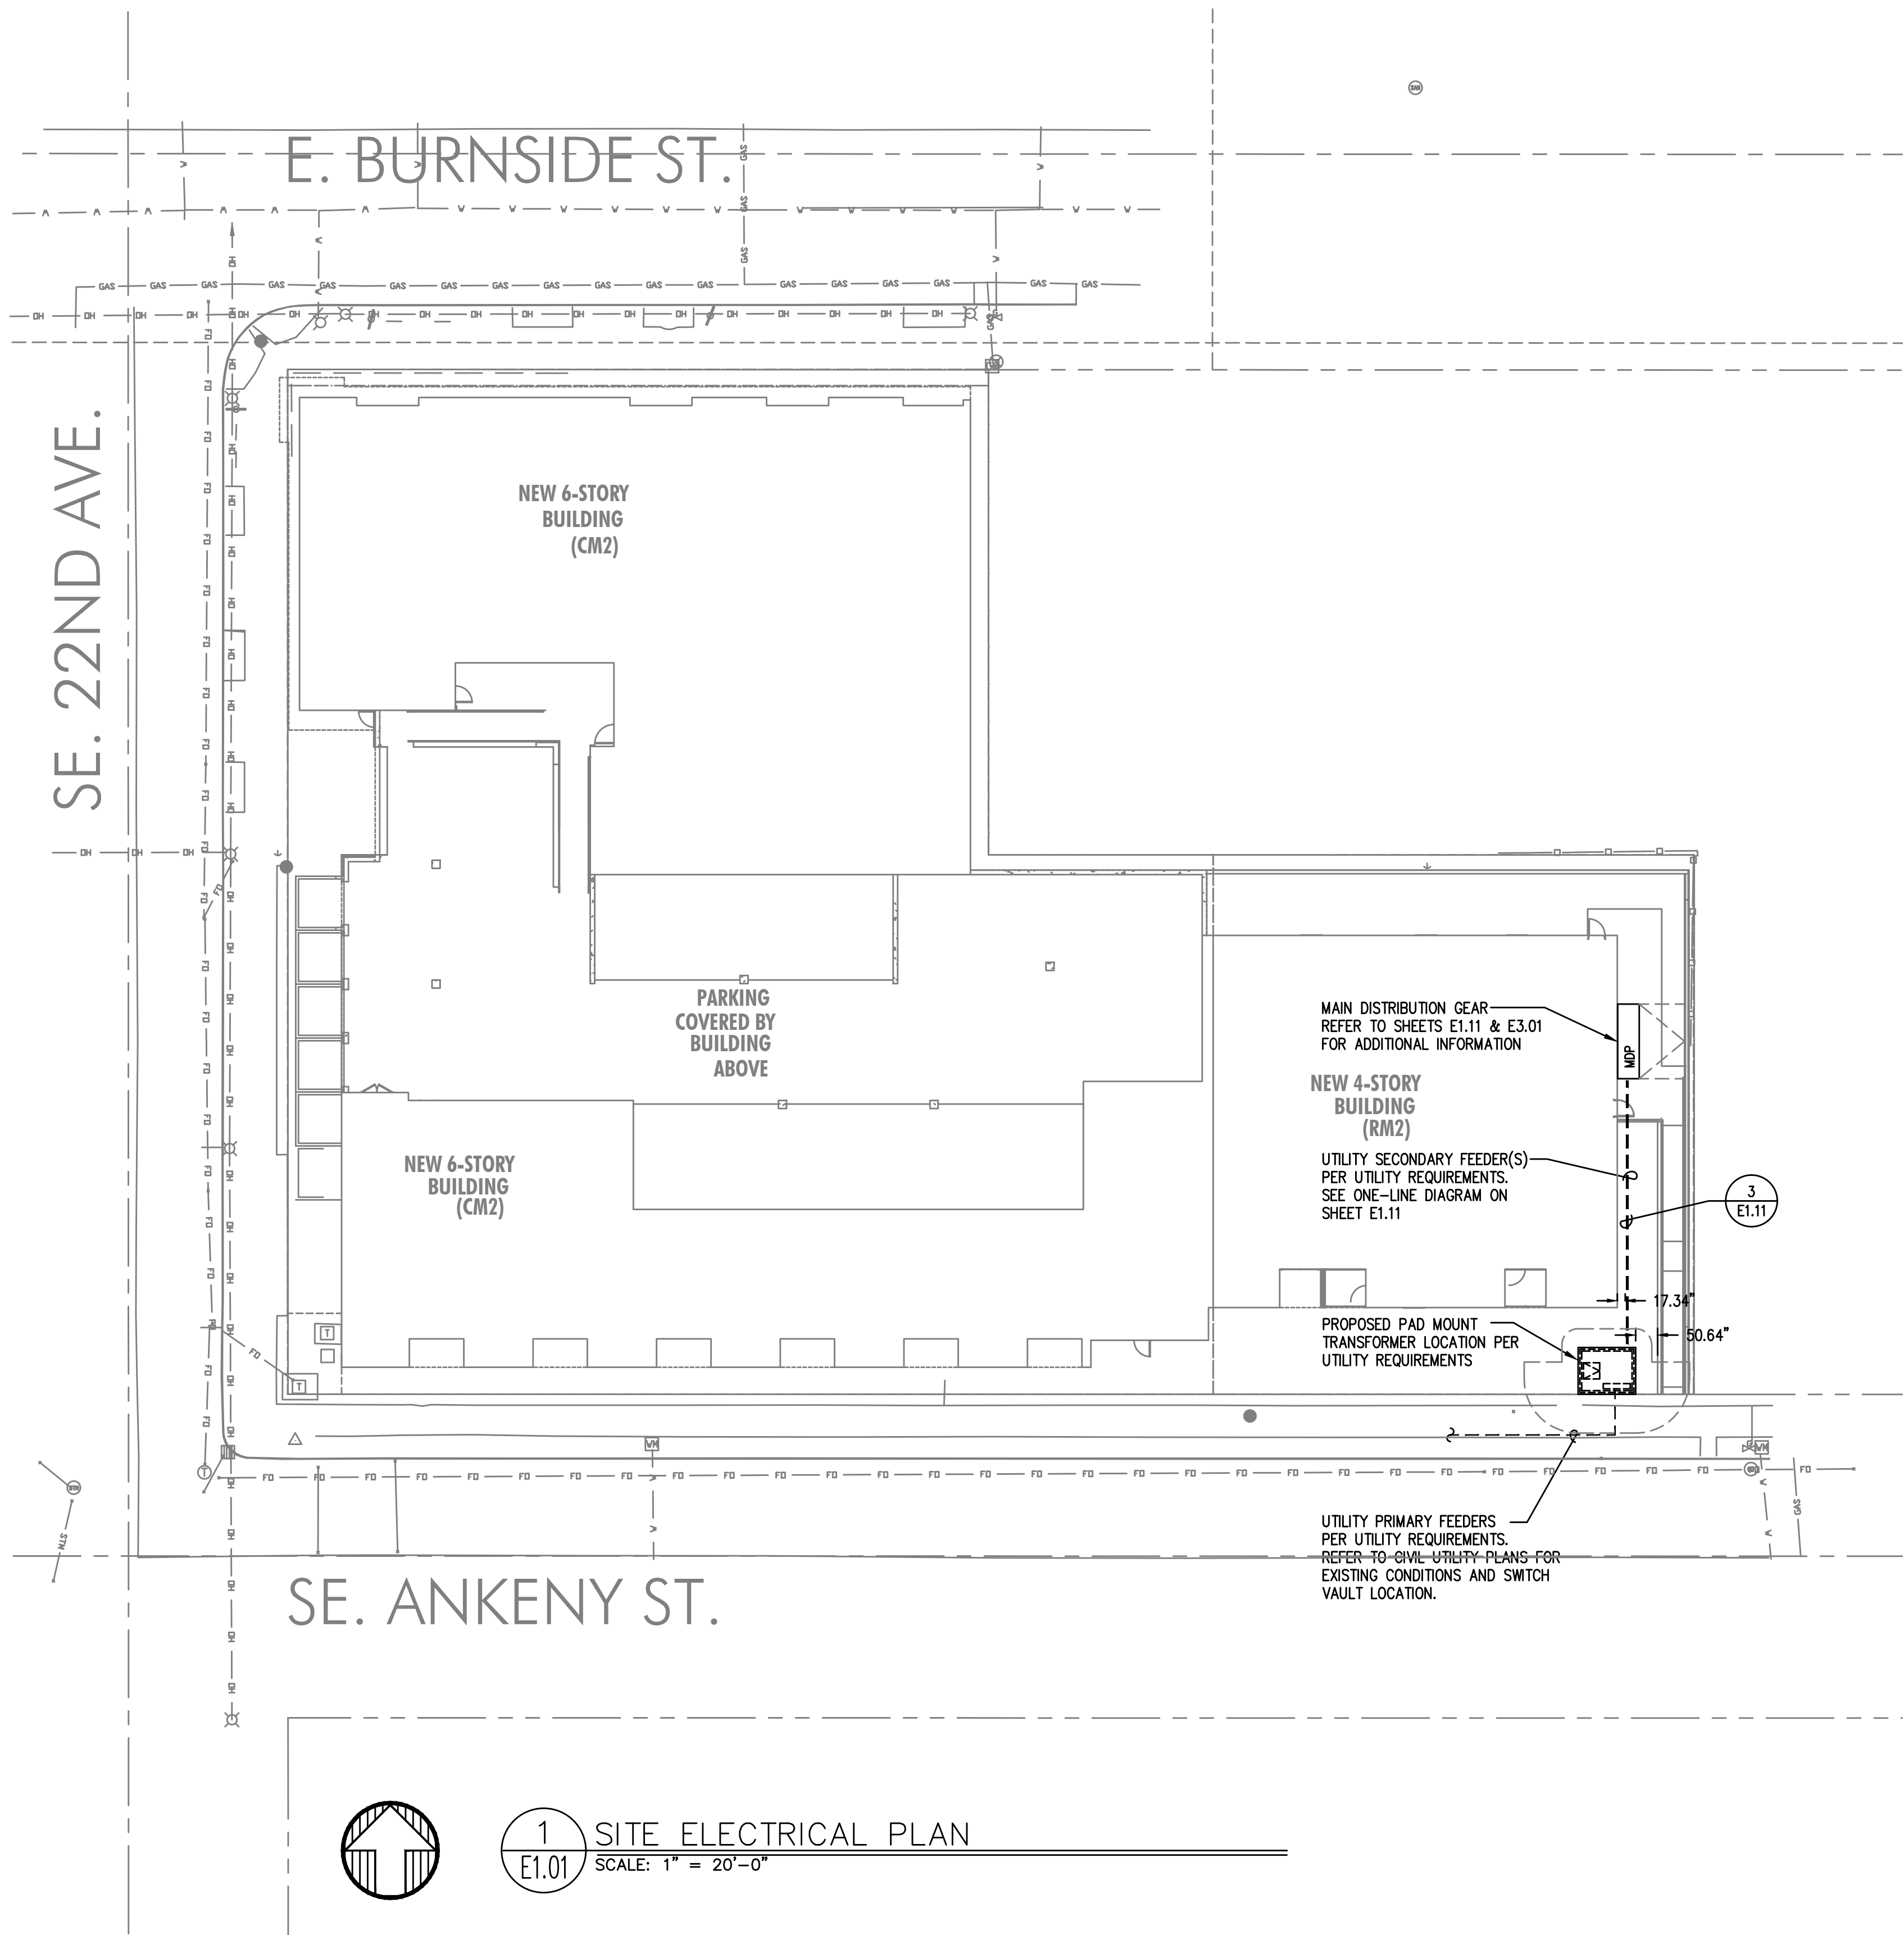 E. BURNSIDE ST.
SE. 22ND AVE.
NEW 6-STORY
BUILDING
(CM2)
PARKING
COVERED BY
BUILDING
ABOVE
MAIN DISTRIBUTION GEAR
REFER TO SHEETS E1.11 & E3.01
FOR ADDITIONAL INFORMATION
MDP
NEW 4-STORY
BUILDING
(RM2)
NEW 6-STORY
BUILDING
(CM2)
UTILITY SECONDARY FEEDER(S)
PER UTILITY REQUIREMENTS.
SEE ONE-LINE DIAGRAM ON
SHEET E1.11
3
E1.11
17.34"
50.64"
PROPOSED PAD MOUNT
TRANSFORMER LOCATION PER
UTILITY REQUIREMENTS
T
T
T
WM
WM
UTILITY PRIMARY FEEDERS
PER UTILITY REQUIREMENTS.
REFER TO CIVIL UTILITY PLANS FOR
EXISTING CONDITIONS AND SWITCH
VAULT LOCATION.
STM
SE. ANKENY ST.
1
E1.01
SITE ELECTRICAL PLAN
SCALE: 1" = 20'-0"